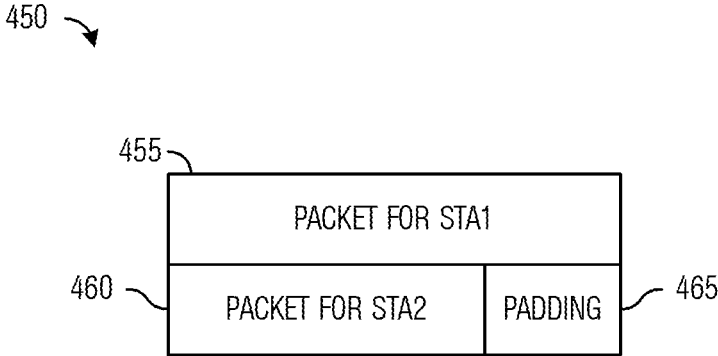 450
455
PACKET FOR STA1
460
PACKET FOR STA2
PADDING
465